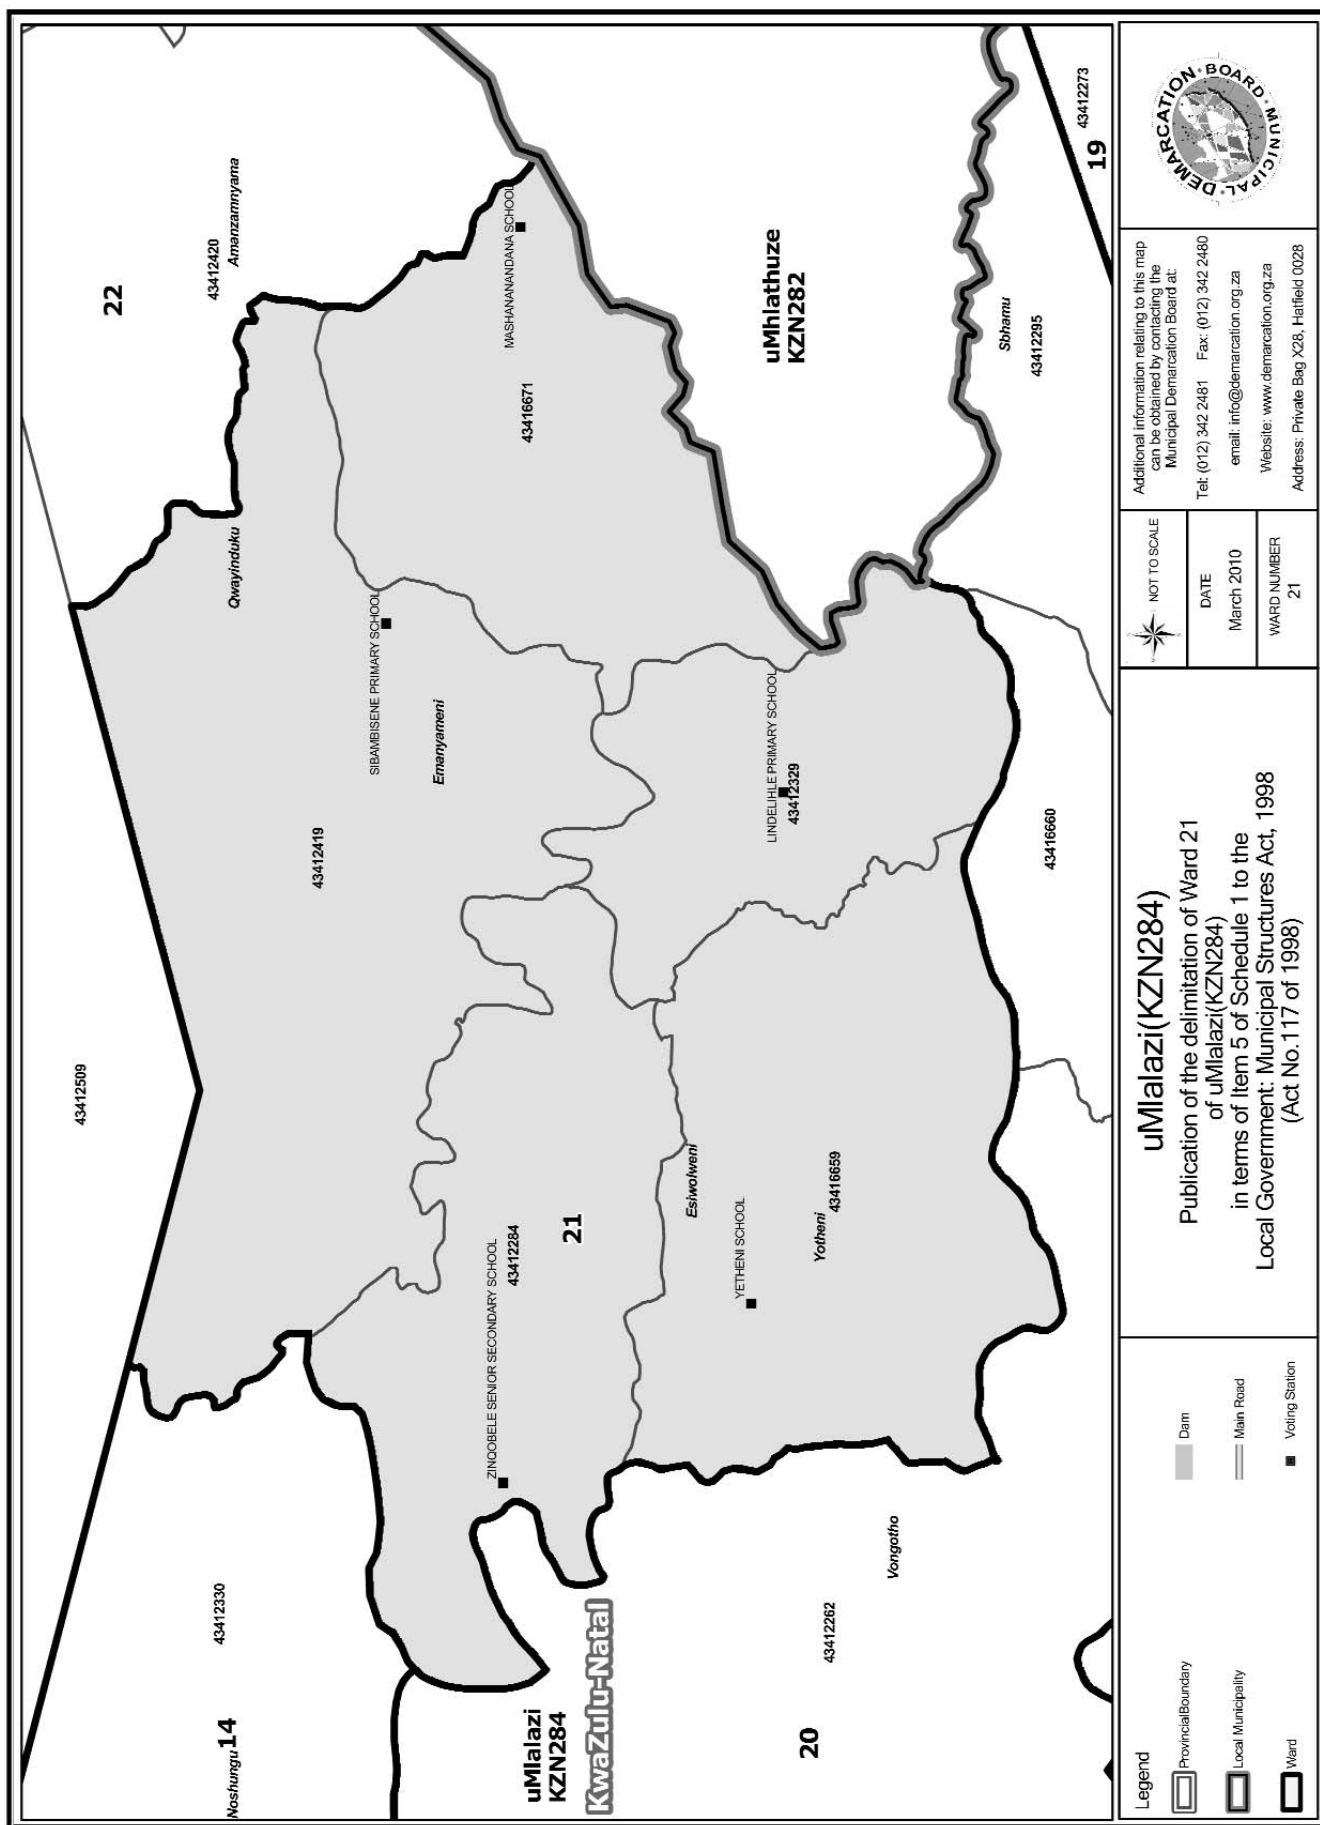 43412509
22
43412420
Amanzamnyama
Qwayinduku
Noshungu
14
43412330
43412419
SIBAMBISENE PRIMARY SCHOOL
Emanyameni
MASHANANANDANA SCHOOL
43416671
ZINQOBELE SENIOR SECONDARY SCHOOL
43412284
21
uMlalazi
KZN284
KwaZulu-Natal
Esiwolweni
YETHENI SCHOOL
Yotheni
43416659
LINDELIHLE PRIMARY SCHOOL
43412329
uMhlathuze
KZN282
20
43412262
Vongotho
43416660
Sbhamu
43412295
19
43412273
Legend
ProvincialBoundary
Local Municipality
Ward
Dam
Main Road
Voting Station
uMlalazi(KZN284)
Publication of the delimitation of Ward 21
of uMlalazi(KZN284)
in terms of Item 5 of Schedule 1 to the
Local Government: Municipal Structures Act, 1998
(Act No.117 of 1998)
NOT TO SCALE
DATE
March 2010
WARD NUMBER
21
Additional information relating to this map
can be obtained by contacting the
Municipal Demarcation Board at:
Tel: (012) 342 2481 Fax: (012) 342 2480
email: info@demarcation.org.za
Website: www.demarcation.org.za
Address: Private Bag X28, Hatfield 0028
MUNICIPAL DEMARCATION BOARD